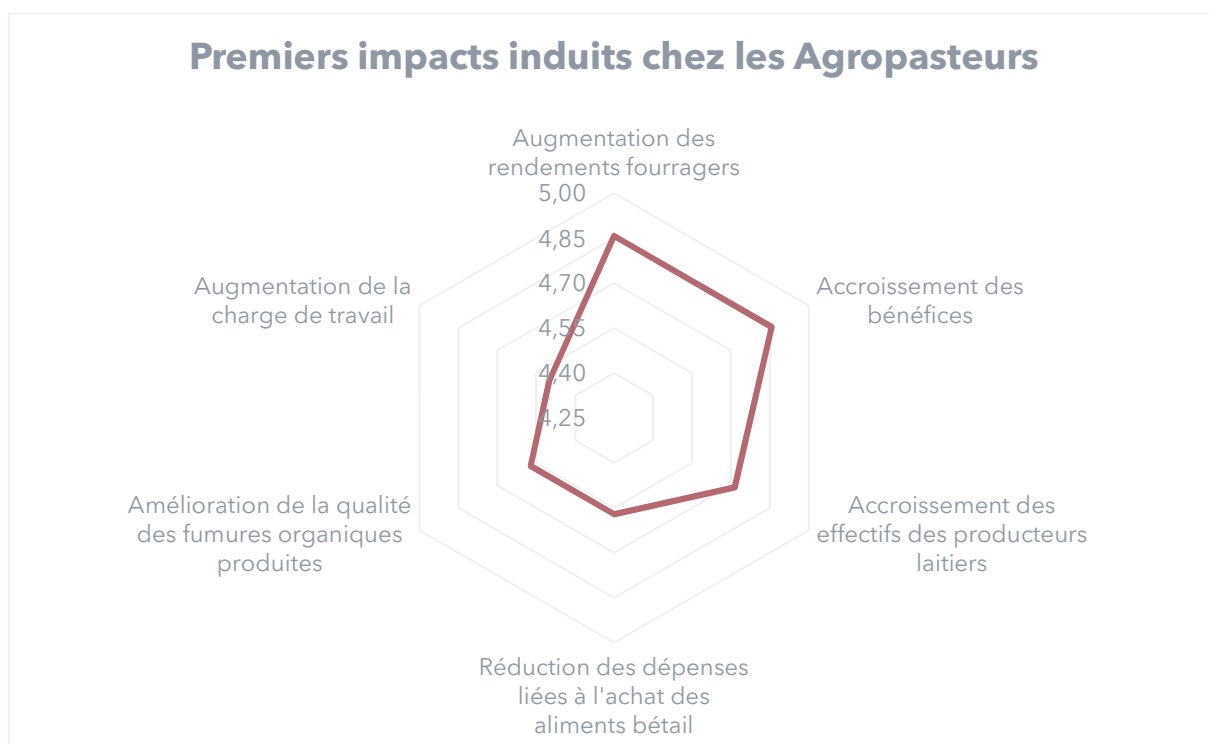 Premiers impacts induits chez les Agropasteurs
Augmentation des
rendements fourragers
5,00
4,85
4,70
4,55
4,40
4,25
Accroissement des
bénéfices
Accroissement des
effectifs des producteurs
laitiers
Réduction des dépenses
liées à l'achat des
aliments bétail
Amélioration de la qualité
des fumures organiques
produites
Augmentation de la
charge de travail